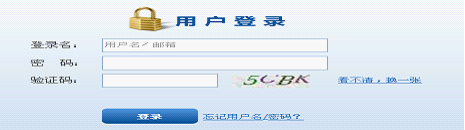 用户登录
登录名： 用户名/ 邮箱
密 码：
验证码： 5CBK 看不清，换一张
登录 忘记用户名/密码？